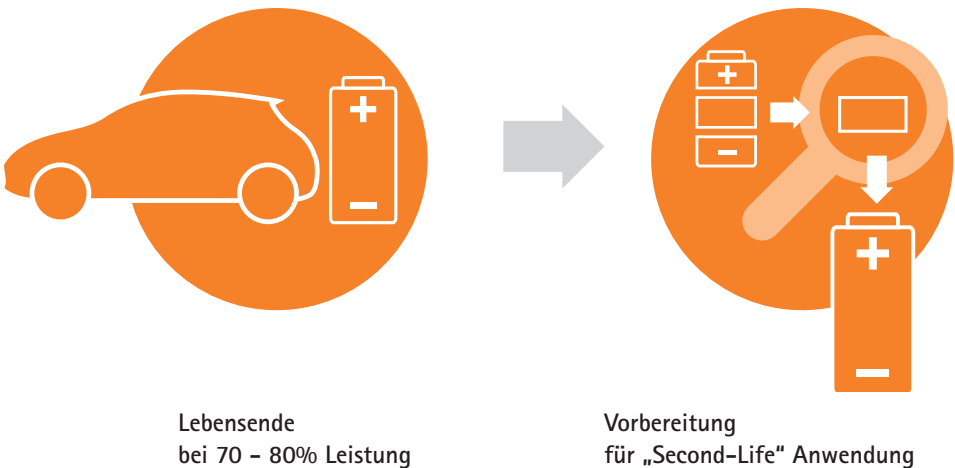 Lebensende
bei 70 – 80% Leistung
Vorbereitung
für „Second-Life“ Anwendung